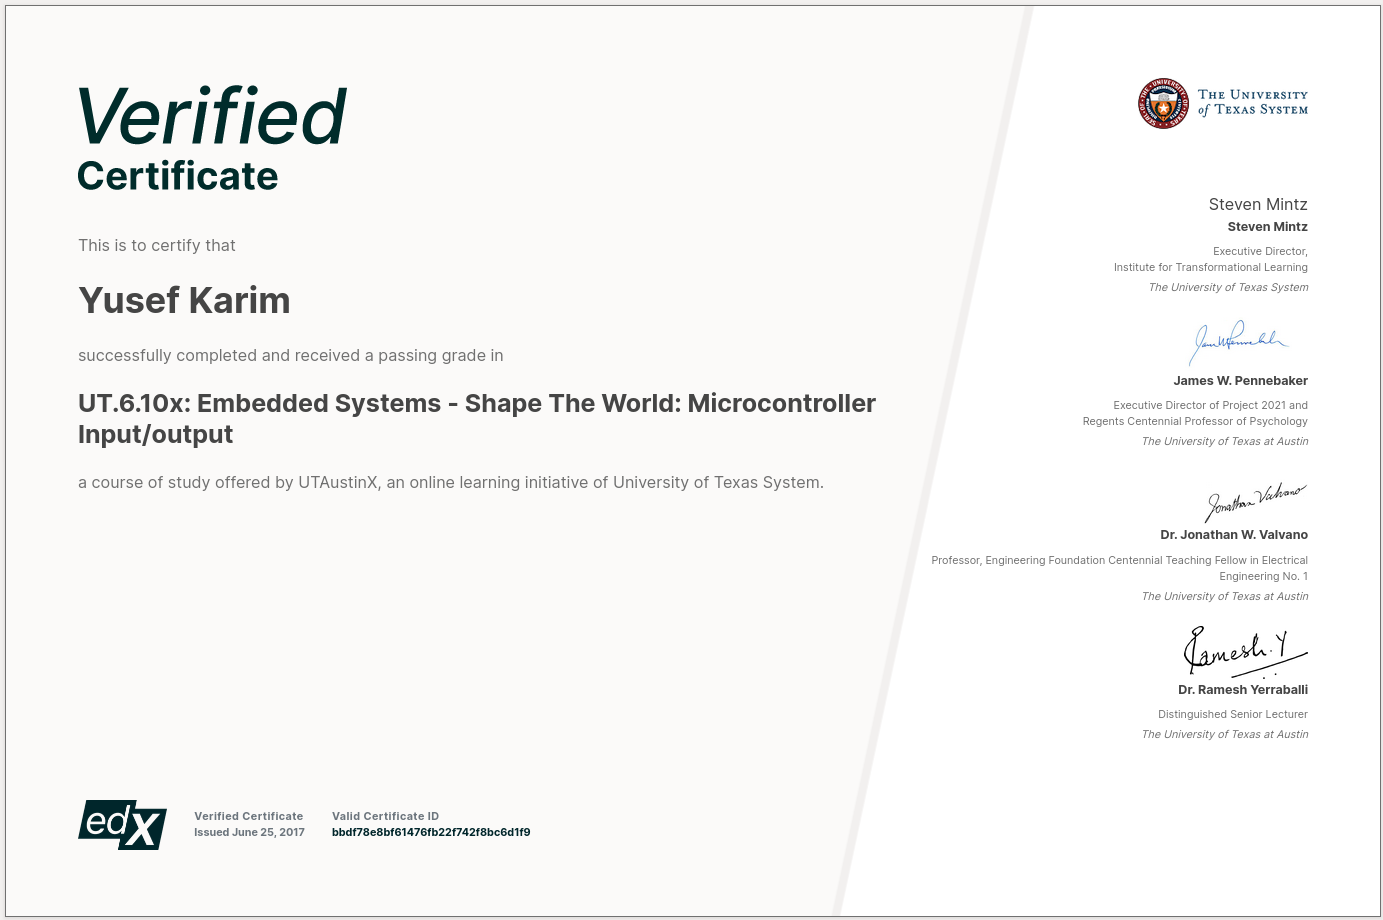 Verified
Certificate
This is to certify that
Yusef Karim
successfully completed and received a passing grade in
UT.6.10x: Embedded Systems - Shape The World: Microcontroller
Input/output
a course of study offered by UTAustinX, an online learning initiative of University of Texas System.
edX
Verified Certificate
Issued June 25, 2017
Valid Certificate ID
bbdf78e8bf61476fb22f742f8bc6d1f9
THE UNIVERSITY
of TEXAS SYSTEM
Steven Mintz
Steven Mintz
Executive Director,
Institute for Transformational Learning
The University of Texas System
James W. Pennebaker
Executive Director of Project 2021 and
Regents Centennial Professor of Psychology
The University of Texas at Austin
Jonathan Valvano
Dr. Jonathan W. Valvano
Professor, Engineering Foundation Centennial Teaching Fellow in Electrical
Engineering No. 1
The University of Texas at Austin
Ramesh. Y
Dr. Ramesh Yerraballi
Distinguished Senior Lecturer
The University of Texas at Austin